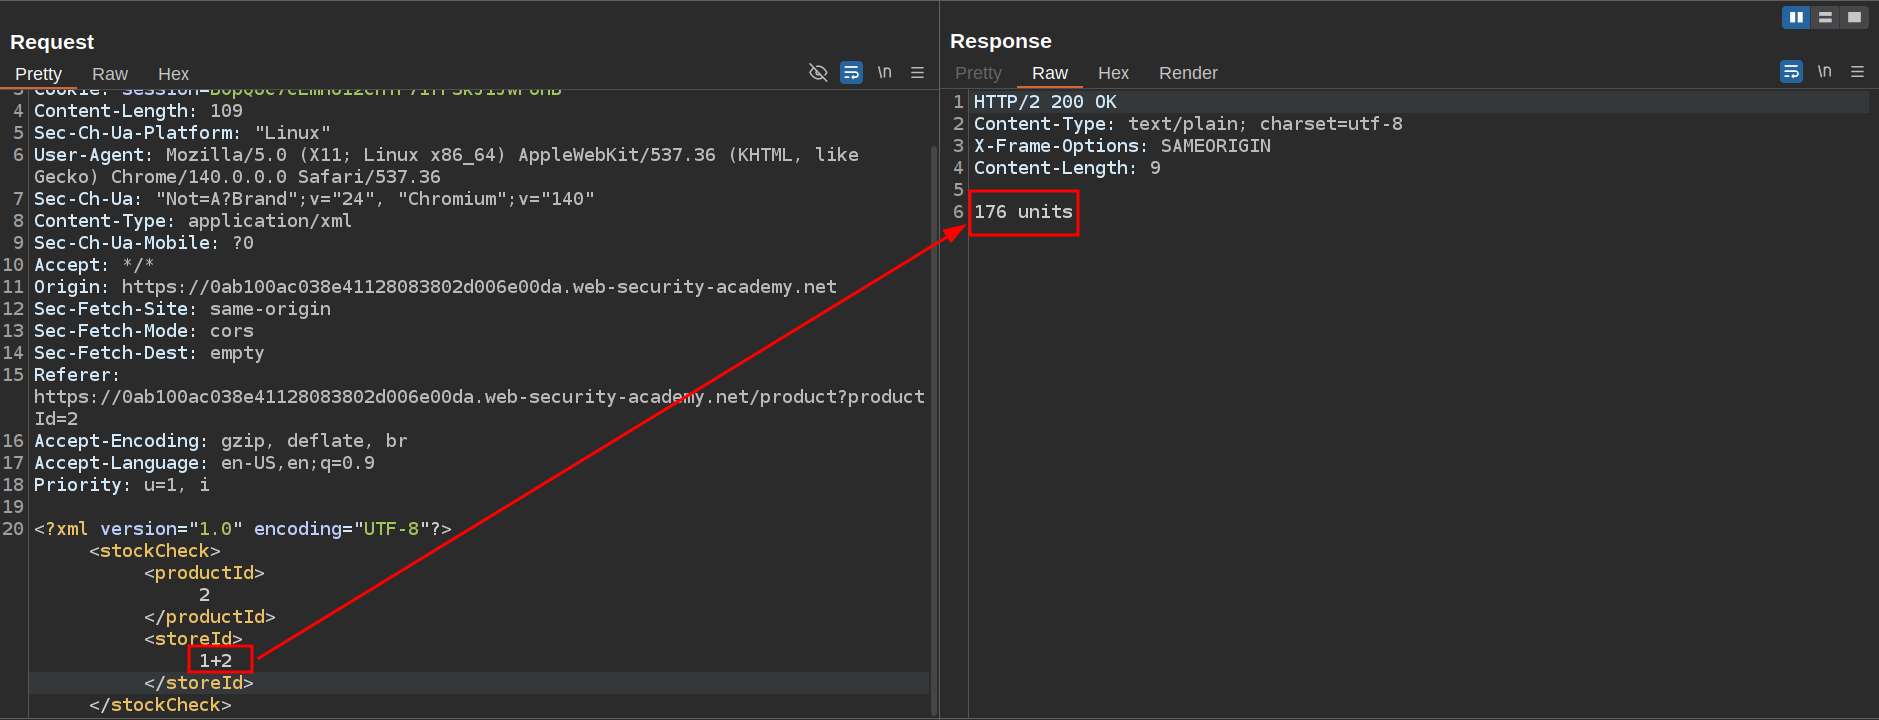 Request
Pretty Raw Hex \n
4 Content-Length: 109
5 Sec-Ch-Ua-Platform: "Linux"
6 User-Agent: Mozilla/5.0 (X11; Linux x86_64) AppleWebKit/537.36 (KHTML, like
Gecko) Chrome/140.0.0.0 Safari/537.36
7 Sec-Ch-Ua: "Not=A?Brand";v="24", "Chromium";v="140"
8 Content-Type: application/xml
9 Sec-Ch-Ua-Mobile: ?0
10 Accept: */*
11 Origin: https://0ab100ac038e41128083802d006e00da.web-security-academy.net
12 Sec-Fetch-Site: same-origin
13 Sec-Fetch-Mode: cors
14 Sec-Fetch-Dest: empty
15 Referer:
https://0ab100ac038e41128083802d006e00da.web-security-academy.net/product?product
Id=2
16 Accept-Encoding: gzip, deflate, br
17 Accept-Language: en-US,en;q=0.9
18 Priority: u=1, i
19
20 <?xml version="1.0" encoding="UTF-8"?>
<stockCheck>
<productId>
2
</productId>
<storeId>
1+2
</storeId>
</stockCheck>
Response
Pretty Raw Hex Render \n
1 HTTP/2 200 OK
2 Content-Type: text/plain; charset=utf-8
3 X-Frame-Options: SAMEORIGIN
4 Content-Length: 9
5
6 176 units